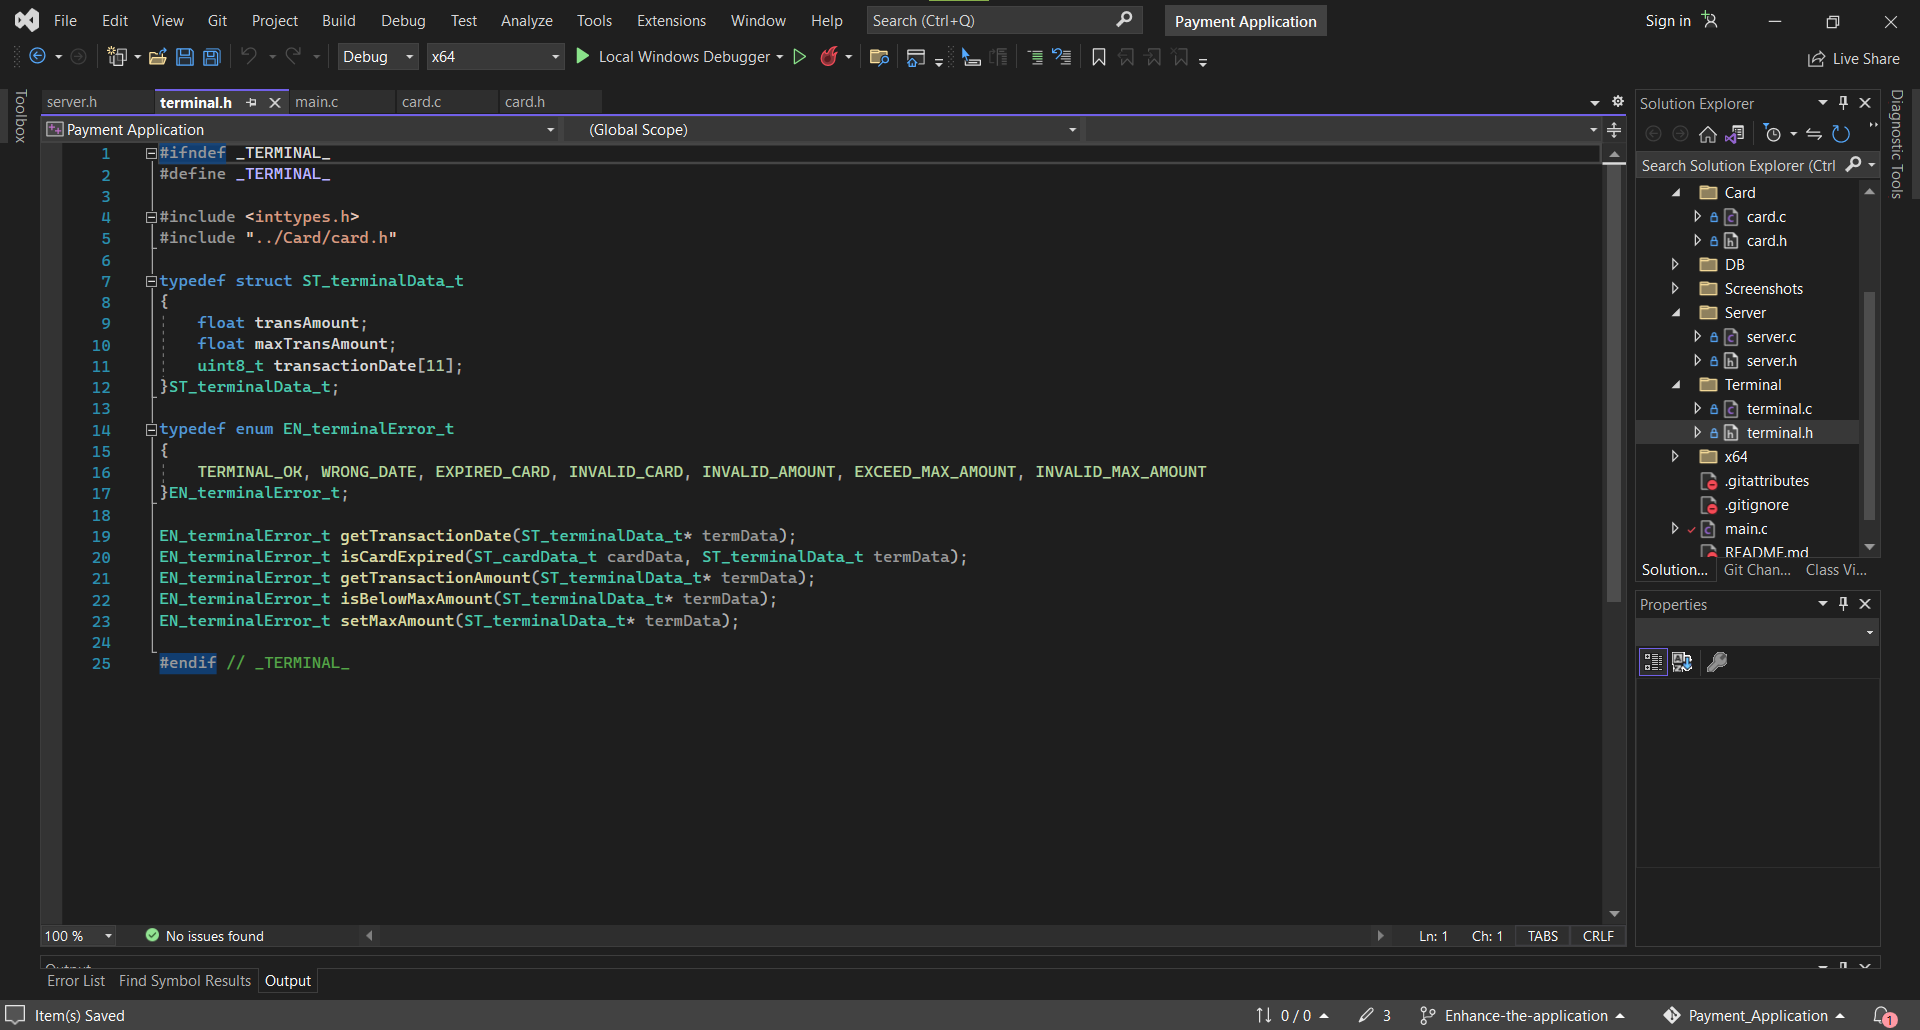 File Edit View Git Project Build Debug Test Analyze Tools Extensions Window Help Search (Ctrl+Q) Payment Application Sign in
Debug x64 Local Windows Debugger Live Share
Toolbox
server.h terminal.h main.c card.c card.h
Payment Application (Global Scope)
1 #ifndef _TERMINAL_
2 #define _TERMINAL_
3
4 #include <inttypes.h>
5 #include "../Card/card.h"
6
7 typedef struct ST_terminalData_t
8 {
9 float transAmount;
10 float maxTransAmount;
11 uint8_t transactionDate[11];
12 }ST_terminalData_t;
13
14 typedef enum EN_terminalError_t
15 {
16 TERMINAL_OK, WRONG_DATE, EXPIRED_CARD, INVALID_CARD, INVALID_AMOUNT, EXCEED_MAX_AMOUNT, INVALID_MAX_AMOUNT
17 }EN_terminalError_t;
18
19 EN_terminalError_t getTransactionDate(ST_terminalData_t* termData);
20 EN_terminalError_t isCardExpired(ST_cardData_t cardData, ST_terminalData_t termData);
21 EN_terminalError_t getTransactionAmount(ST_terminalData_t* termData);
22 EN_terminalError_t isBelowMaxAmount(ST_terminalData_t* termData);
23 EN_terminalError_t setMaxAmount(ST_terminalData_t* termData);
24
25 #endif // _TERMINAL_
100 % No issues found Ln: 1 Ch: 1 TABS CRLF
Solution Explorer
Search Solution Explorer (Ctrl
Card
card.c
card.h
DB
Screenshots
Server
server.c
server.h
Terminal
terminal.c
terminal.h
x64
.gitattributes
.gitignore
main.c
README.md
Solution... Git Chan... Class Vi...
Properties
Diagnostic Tools
Output
Error List Find Symbol Results Output
Item(s) Saved 0 / 0 3 Enhance-the-application Payment_Application 1